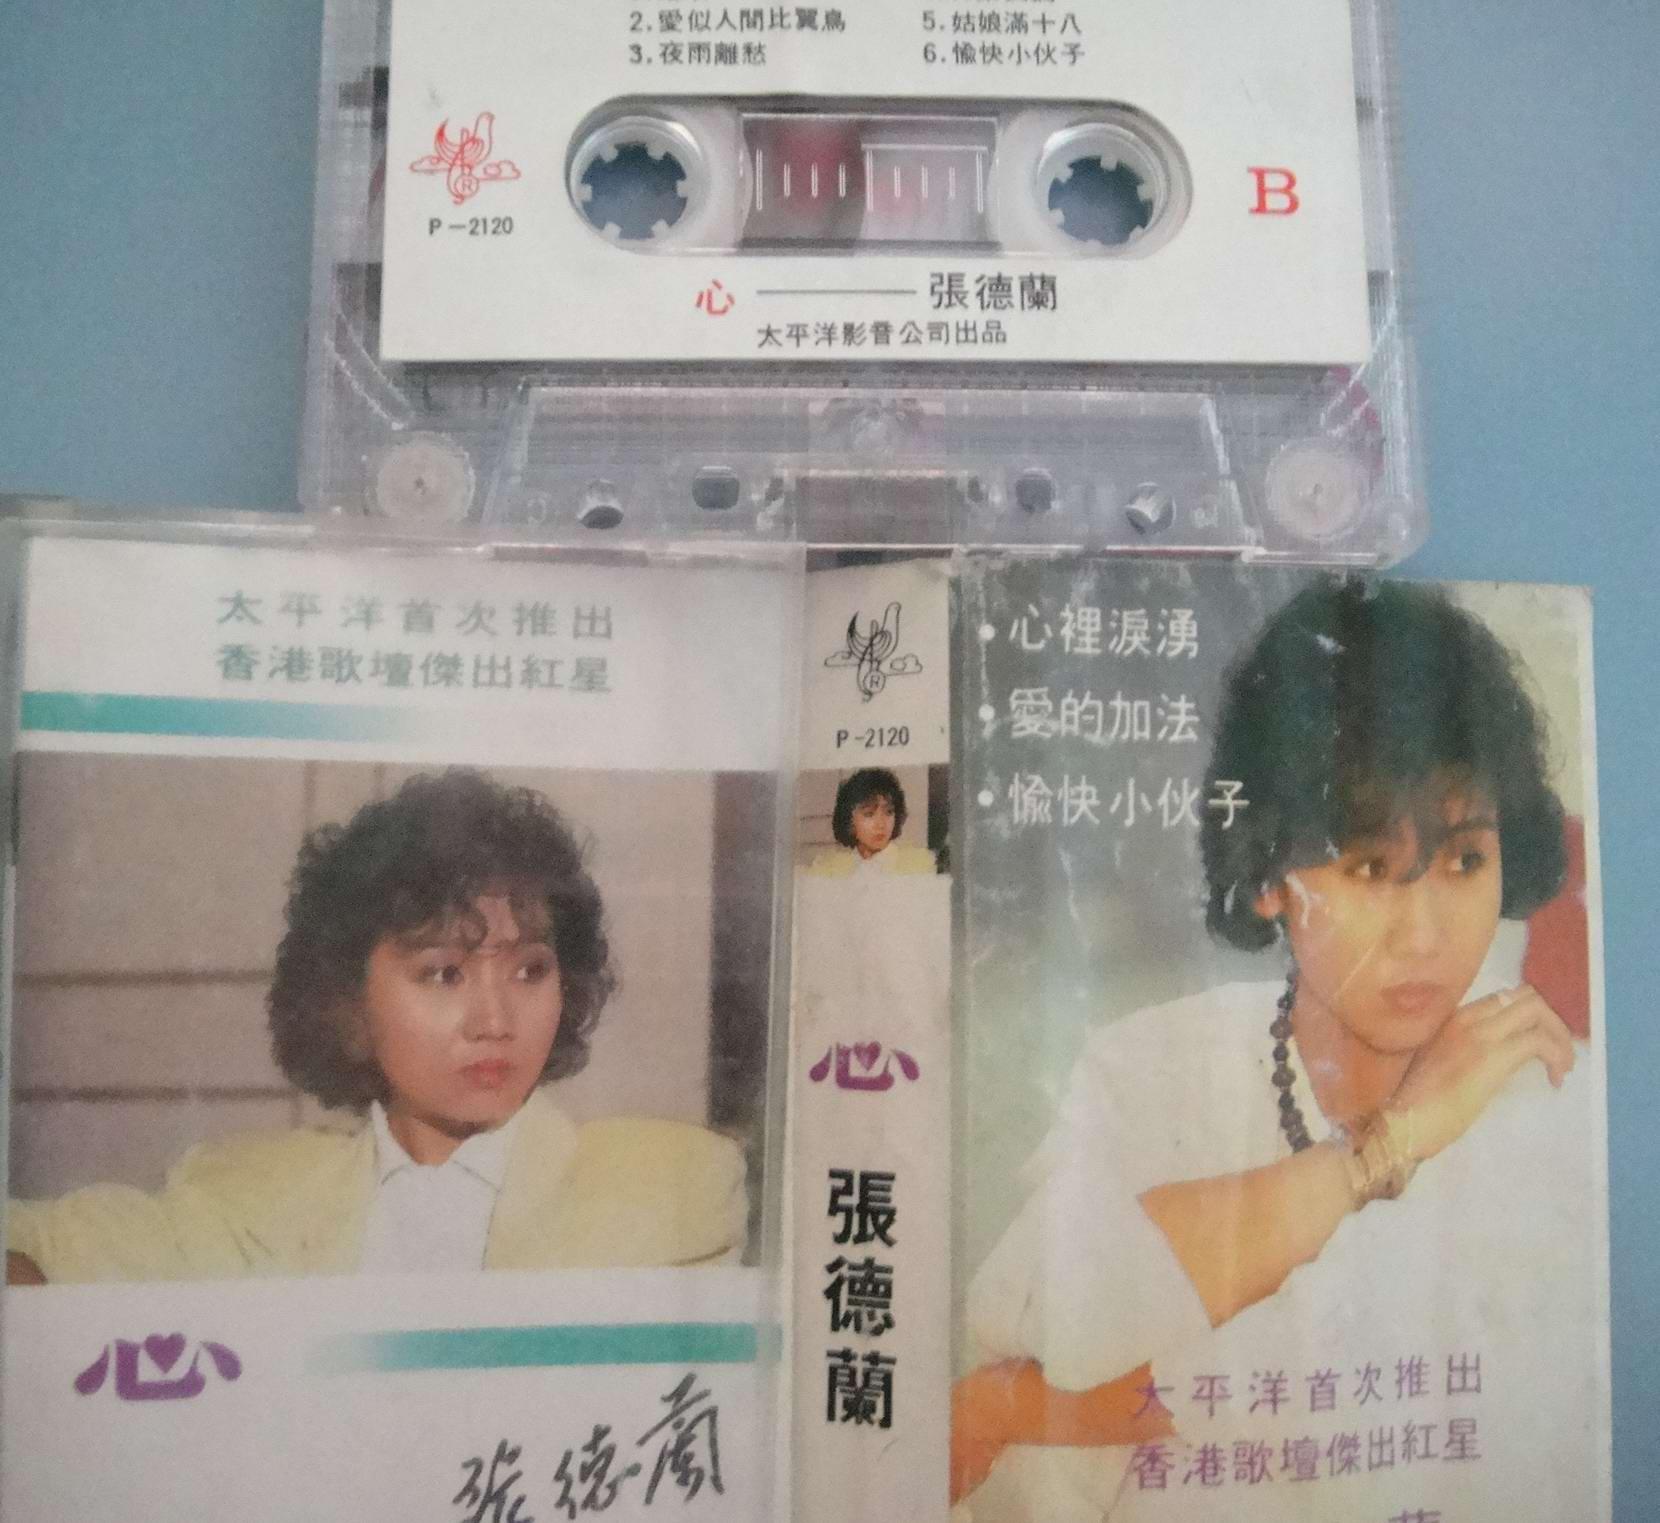 2.愛似人間比翼鳥
3.夜雨離愁
5.姑娘滿十八
6.愉快小伙子
R
P-2120
B
心——張德蘭
太平洋影音公司出品
太平洋首次推出
香港歌壇傑出紅星
心
張德蘭
R
P-2120
心
張德蘭
·心裡淚湧
·愛的加法
·愉快小伙子
太平洋首次推出
香港歌壇傑出紅星